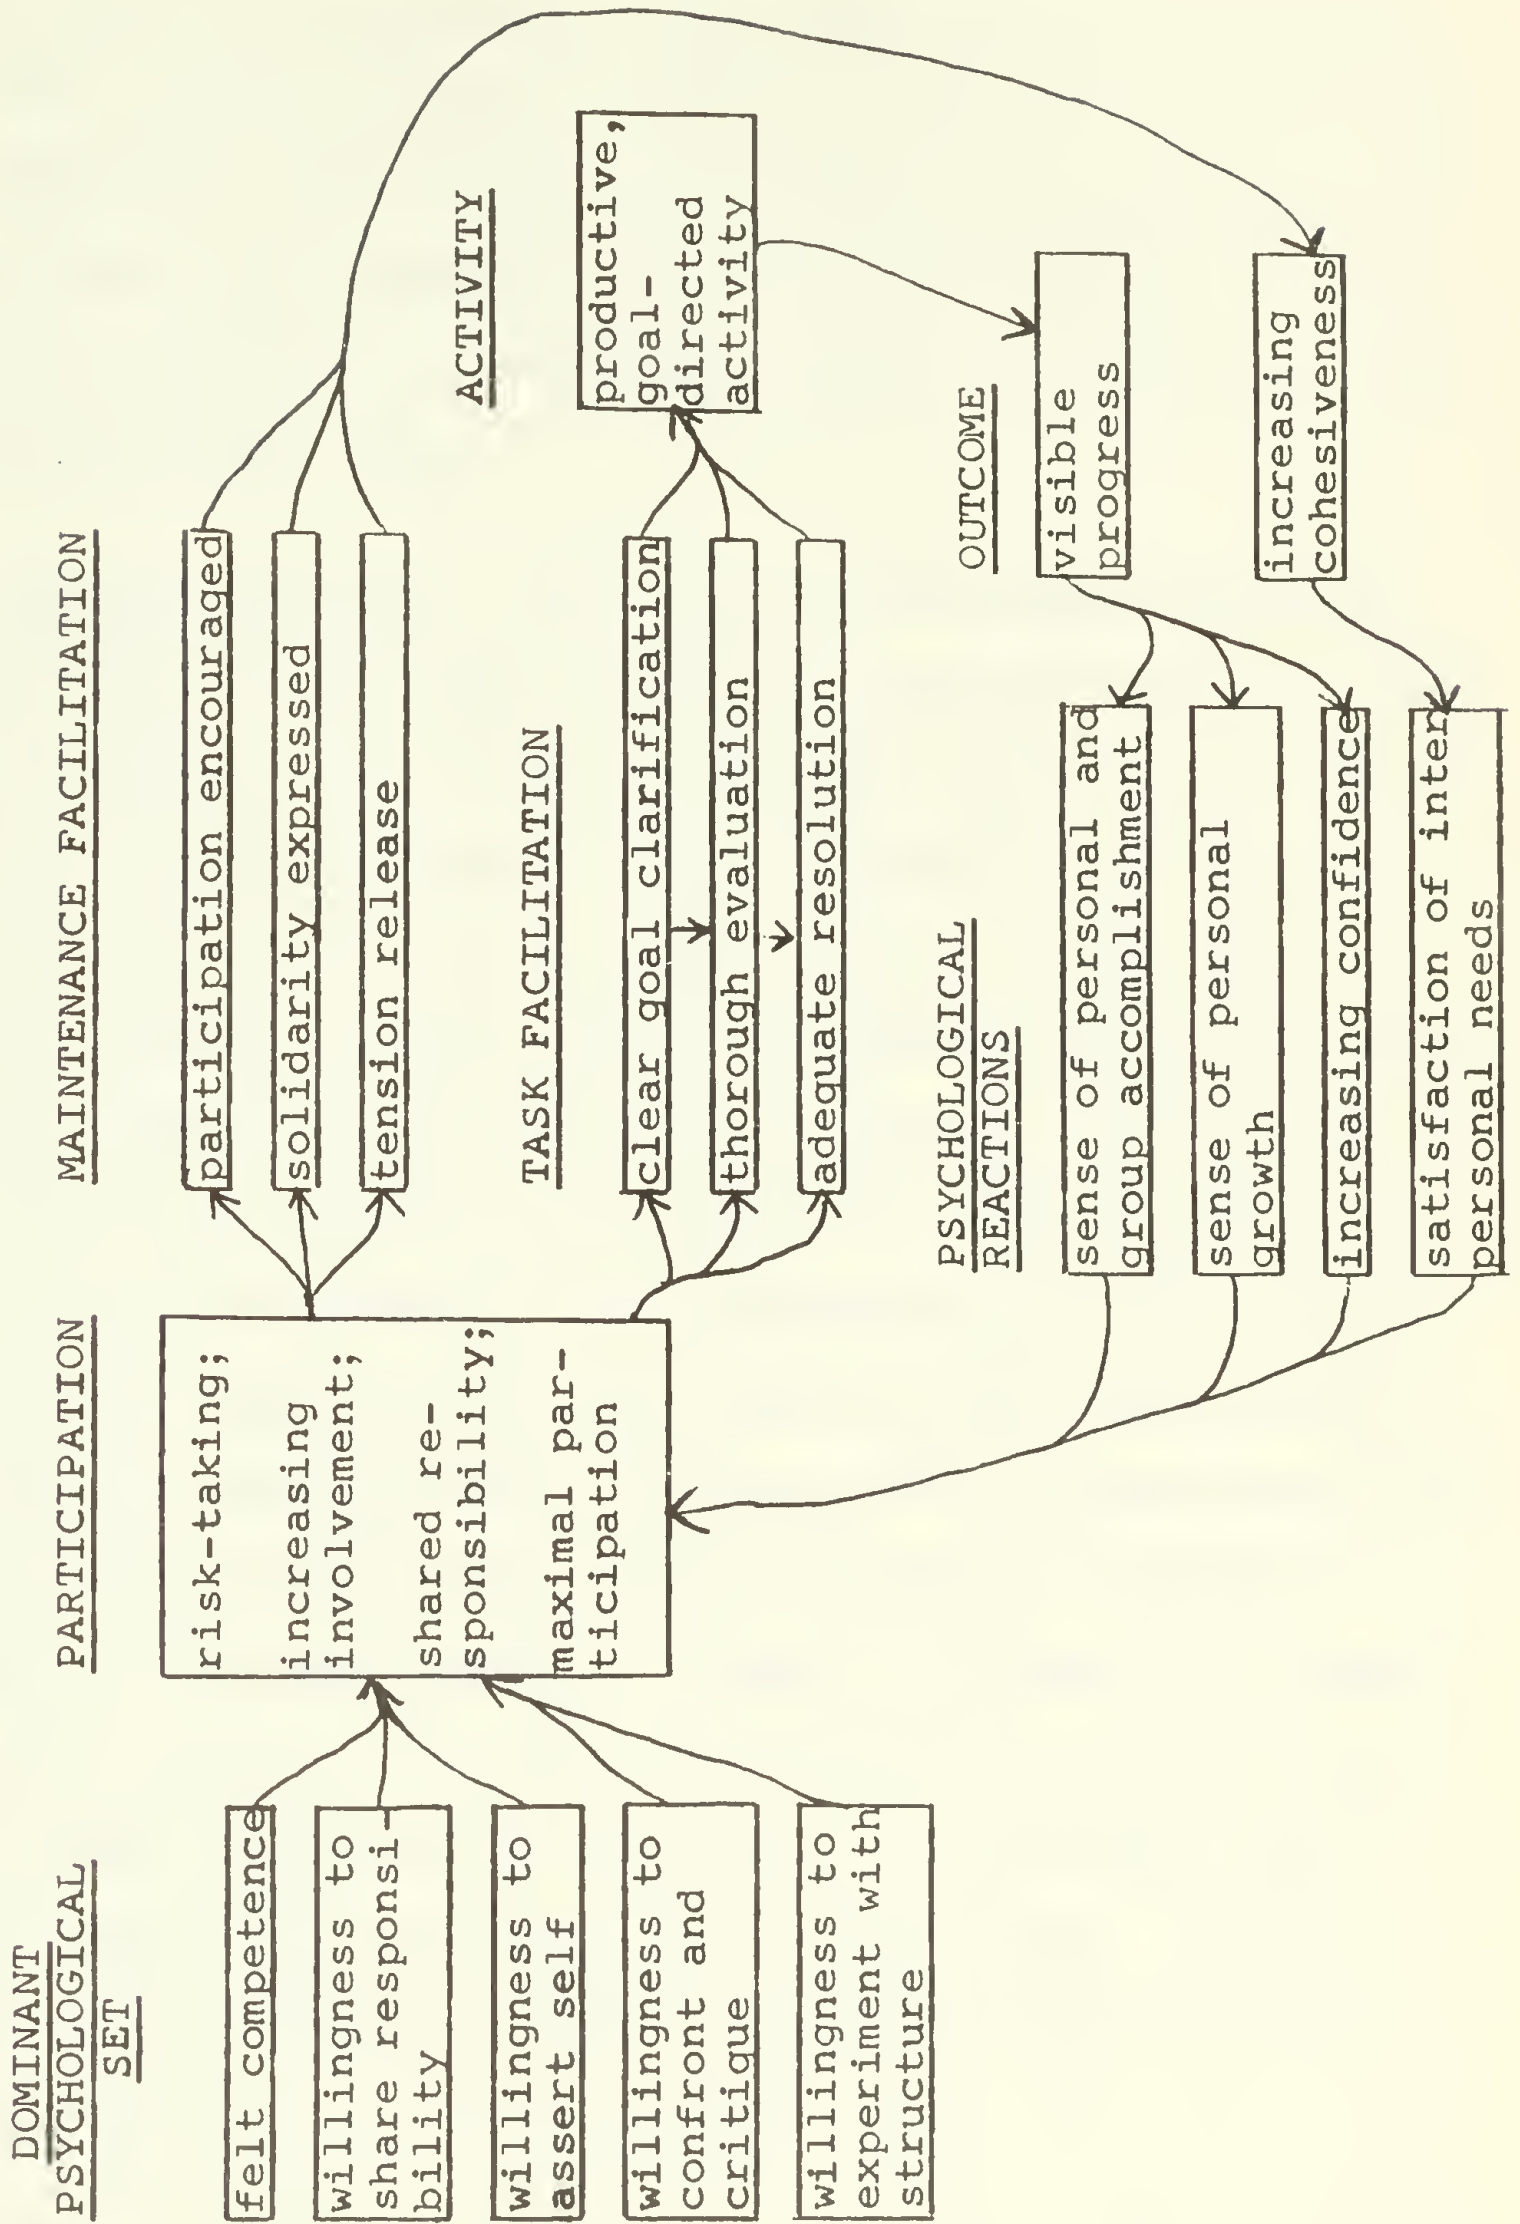 DOMINANT
PSYCHOLOGICAL
SET
felt competence
willingness to
share responsi-
bility
willingness to
assert self
willingness to
confront and
critique
willingness to
experiment with
structure
PARTICIPATION
risk-taking;
increasing
involvement;
shared re-
sponsibility;
maximal par-
ticipation
MAINTENANCE FACILITATION
participation encouraged
solidarity expressed
tension release
TASK FACILITATION
clear goal clarification
thorough evaluation
adequate resolution
ACTIVITY
productive,
goal-
directed
activity
OUTCOME
visible
progress
increasing
cohesiveness
PSYCHOLOGICAL
REACTIONS
sense of personal and
group accomplishment
sense of personal
growth
increasing confidence
satisfaction of inter
personal needs